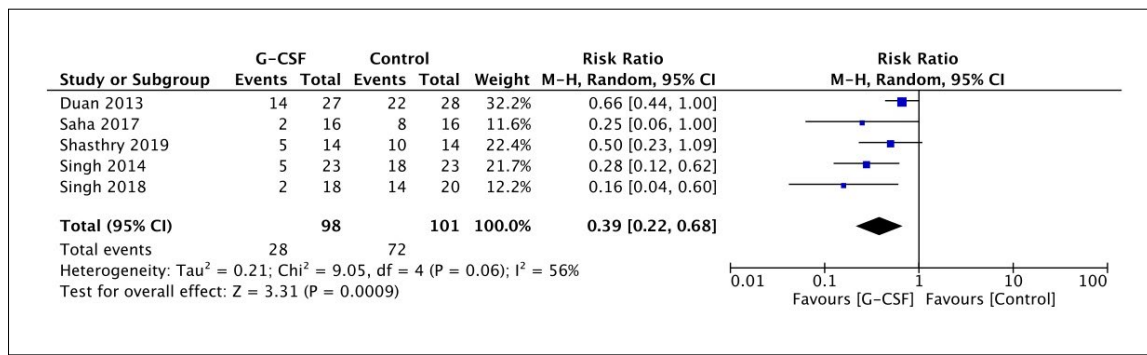 G-CSF Control Risk Ratio Risk Ratio
Study or Subgroup Events Total Events Total Weight M-H, Random, 95% CI M-H, Random, 95% CI
Duan 2013 14 27 22 28 32.2% 0.66 [0.44, 1.00]
Saha 2017 2 16 8 16 11.6% 0.25 [0.06, 1.00]
Shasthry 2019 5 14 10 14 22.4% 0.50 [0.23, 1.09]
Singh 2014 5 23 18 23 21.7% 0.28 [0.12, 0.62]
Singh 2018 2 18 14 20 12.2% 0.16 [0.04, 0.60]
Total (95% CI) 98 101 100.0% 0.39 [0.22, 0.68]
Total events 28 72
Heterogeneity: Tau² = 0.21; Chi² = 9.05, df = 4 (P = 0.06); I² = 56%
Test for overall effect: Z = 3.31 (P = 0.0009)
0.01 0.1 1 10 100
Favours [G-CSF] Favours [Control]